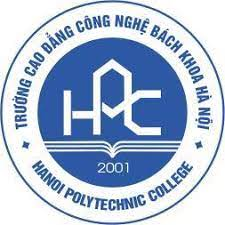 TRƯỜNG CAO ĐẲNG CÔNG NGHỆ BÁCH KHOA HÀ NỘI
HPC
2001
HANOI POLYTECHNIC COLLEGE